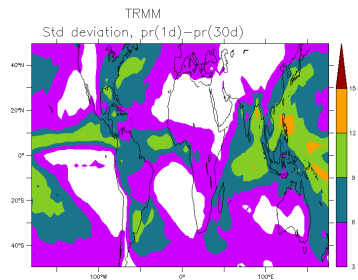 TRMM
Std deviation, pr(1d)−pr(30d)
40°N
20°N
0°
20°S
40°S
100°W
0°
100°E
15
12
9
6
3